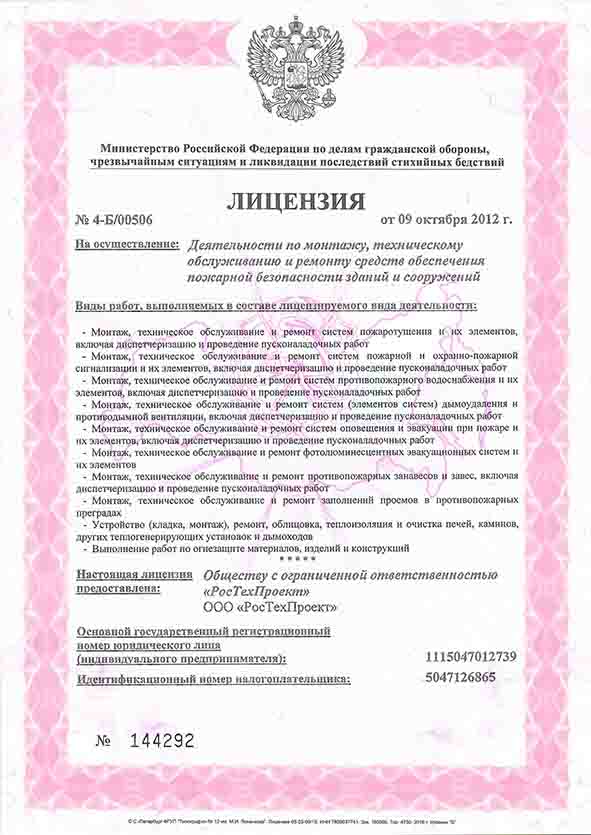 Министерство Российской Федерации по делам гражданской обороны,
чрезвычайным ситуациям и ликвидации последствий стихийных бедствий
ЛИЦЕНЗИЯ
№ 4-Б/00506 от 09 октября 2012 г.
На осуществление: Деятельности по монтажу, техническому
обслуживанию и ремонту средств обеспечения
пожарной безопасности зданий и сооружений
Виды работ, выполняемых в составе лицензируемого вида деятельности:
- Монтаж, техническое обслуживание и ремонт систем пожаротушения и их элементов,
включая диспетчеризацию и проведение пусконаладочных работ
- Монтаж, техническое обслуживание и ремонт систем пожарной и охранно-пожарной
сигнализации и их элементов, включая диспетчеризацию и проведение пусконаладочных работ
- Монтаж, техническое обслуживание и ремонт систем противопожарного водоснабжения и их
элементов, включая диспетчеризацию и проведение пусконаладочных работ
- Монтаж, техническое обслуживание и ремонт систем (элементов систем) дымоудаления и
противодымной вентиляции, включая диспетчеризацию и проведение пусконаладочных работ
- Монтаж, техническое обслуживание и ремонт систем оповещения и эвакуации при пожаре и
их элементов, включая диспетчеризацию и проведение пусконаладочных работ
- Монтаж, техническое обслуживание и ремонт фотолюминесцентных эвакуационных систем и
их элементов
- Монтаж, техническое обслуживание и ремонт противопожарных занавесов и завес, включая
диспетчеризацию и проведение пусконаладочных работ
- Монтаж, техническое обслуживание и ремонт заполнений проемов в противопожарных
преградах
- Устройство (кладка, монтаж), ремонт, облицовка, теплоизоляция и очистка печей, каминов,
других теплогенерирующих установок и дымоходов
- Выполнение работ по огнезащите материалов, изделий и конструкций
* * * * *
Настоящая лицензия Обществу с ограниченной ответственностью
предоставлена: «РосТехПроект»
ООО «РосТехПроект»
Основной государственный регистрационный
номер юридического лица
(индивидуального предпринимателя): 1115047012739
Идентификационный номер налогоплательщика: 5047126865
№ 144292